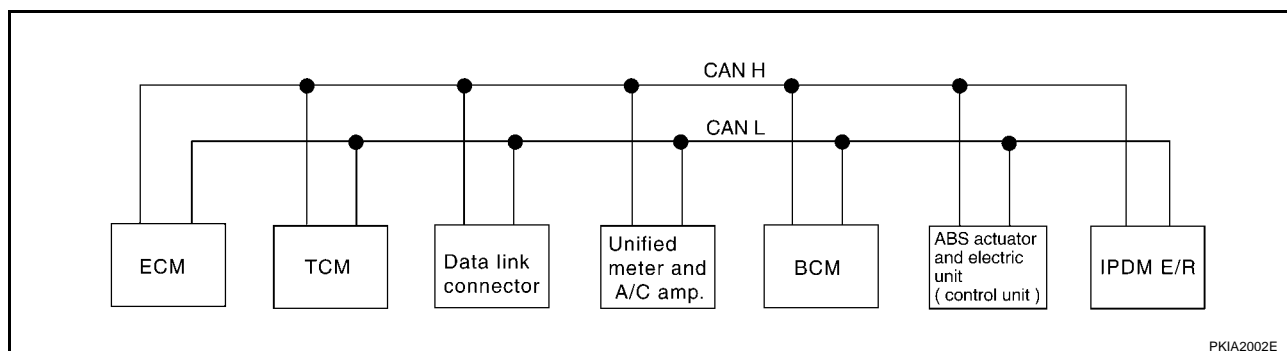 CAN H
CAN L
ECM
TCM
Data link
connector
Unified
meter and
A/C amp.
BCM
ABS actuator
and electric
unit
( control unit )
IPDM E/R
PKIA2002E